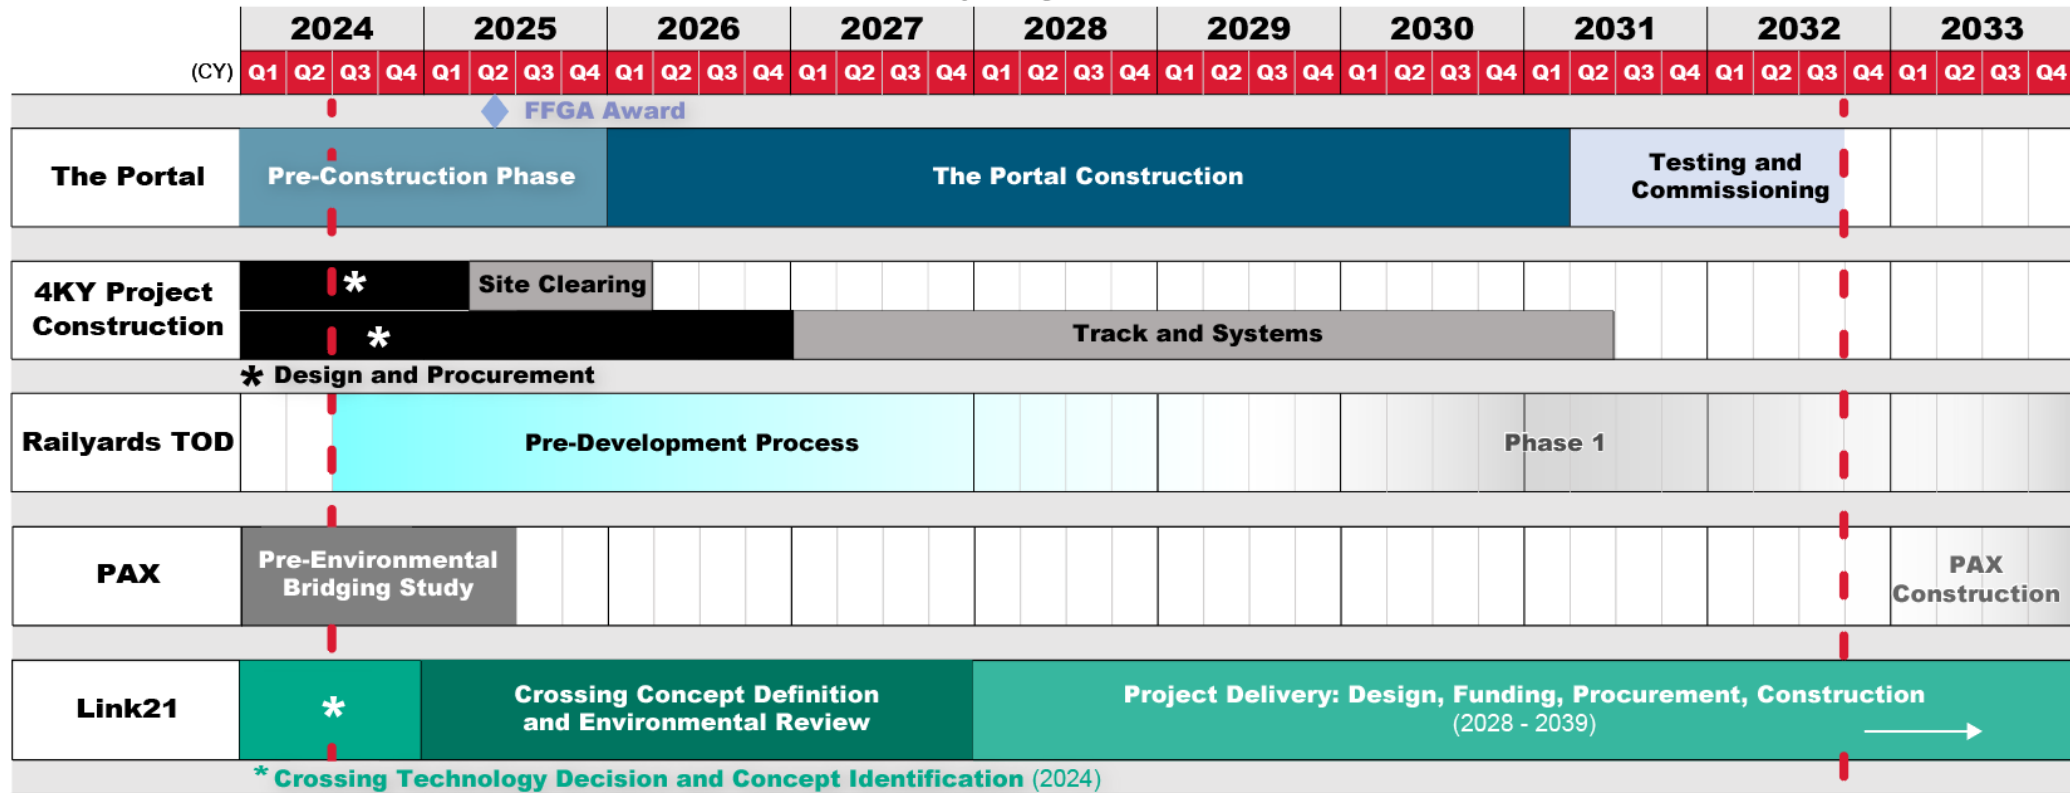 2024 2025 2026 2027 2028 2029 2030 2031 2032 2033
(CY) Q1 Q2 Q3 Q4 Q1 Q2 Q3 Q4 Q1 Q2 Q3 Q4 Q1 Q2 Q3 Q4 Q1 Q2 Q3 Q4 Q1 Q2 Q3 Q4 Q1 Q2 Q3 Q4 Q1 Q2 Q3 Q4 Q1 Q2 Q3 Q4 Q1 Q2 Q3 Q4
FFGA Award
The Portal
Pre-Construction Phase
The Portal Construction
Testing and
Commissioning
4KY Project
Construction
*
Site Clearing
*
Track and Systems
* Design and Procurement
Railyards TOD
Pre-Development Process
Phase 1
PAX
Pre-Environmental
Bridging Study
PAX
Construction
Link21
*
Crossing Concept Definition
and Environmental Review
Project Delivery: Design, Funding, Procurement, Construction
(2028 - 2039)
* Crossing Technology Decision and Concept Identification (2024)